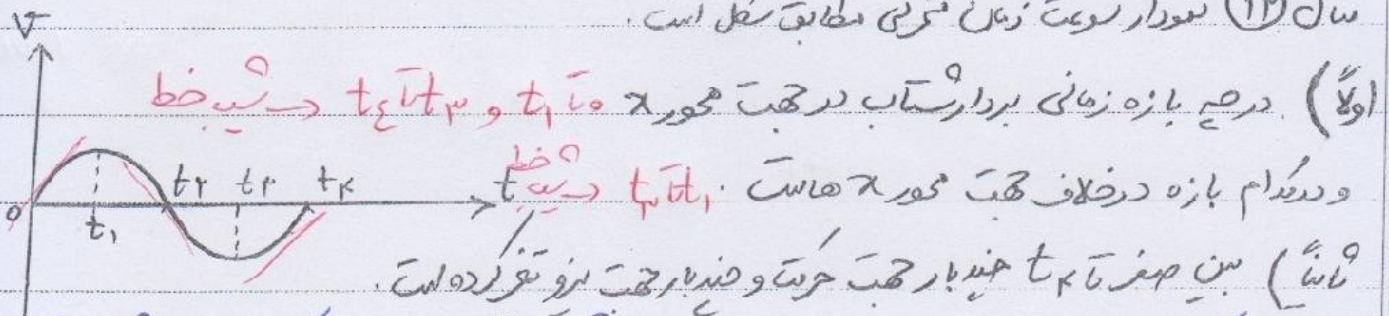 سوال (۱۲) نمودار سرعت زمان متحرکی مطابق شکل است.
V
اولاً) در چه بازه زمانی بردار شتاب در جهت محور x ۰ تا t₁ و t₃ تا t₄ → شیب خط
و در کدام بازه در خلاف جهت محور x هاست. t₁ تا t₃ → شیب خط
0 t₁ t₂ t₃ t₄ t
ثانیاً) بین صفر تا t₄ چند بار جهت حرکت و چند بار جهت نیرو تغییر کرده است.